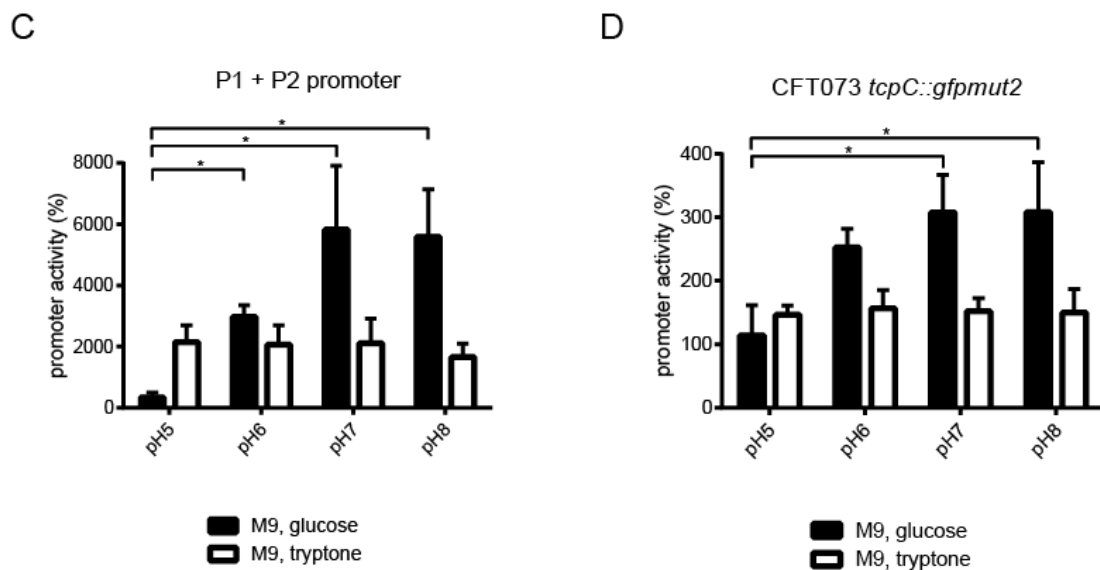 C
P1 + P2 promoter
*
*
*
promoter activity (%)
8000
6000
4000
2000
0
pH5
pH6
pH7
pH8
M9, glucose
M9, tryptone
D
CFT073 tcpC::gfpmut2
*
*
promoter activity (%)
400
300
200
100
0
pH5
pH6
pH7
pH8
M9, glucose
M9, tryptone